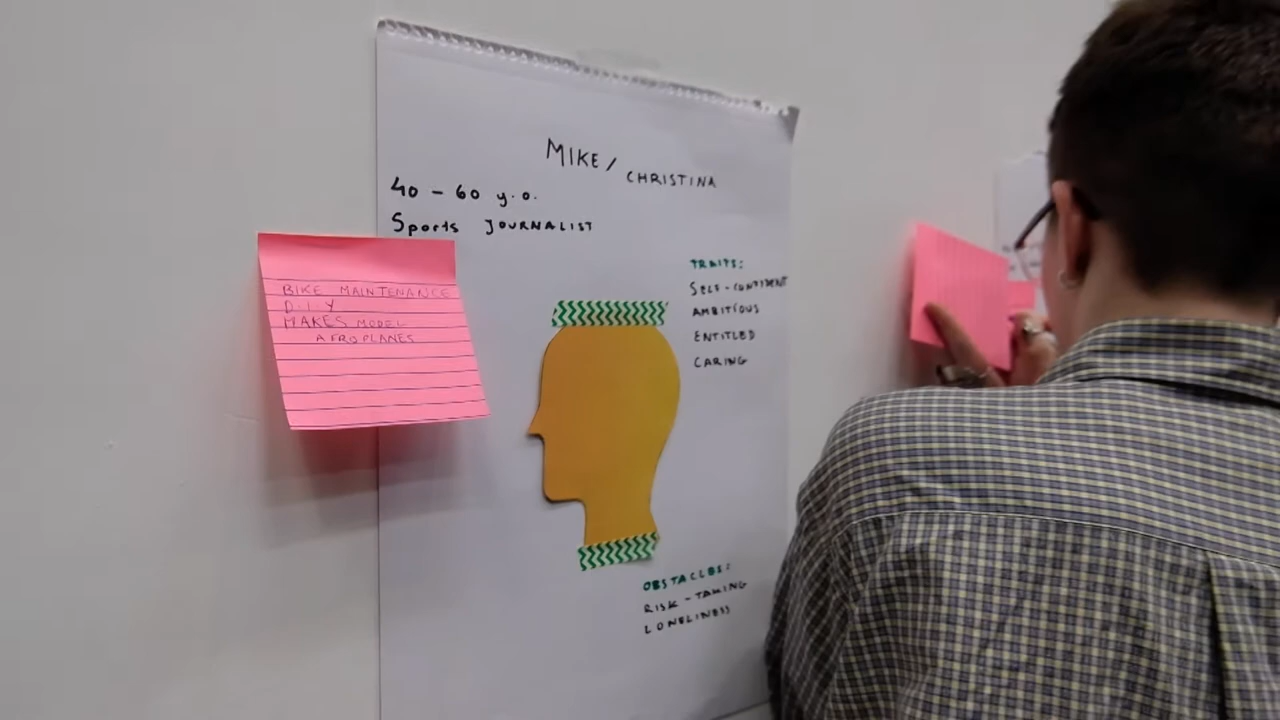 MIKE/
CHRISTINA
40 - 60 y.o.
Sports JOURNALIST
BIKE MAINTENANCE
D.I.Y
MAKES MODEL
AEROPLANES
TRAITS:
SELF-CONFIDENT
AMBITIOUS
ENTITLED
CARING
OBSTACLES:
RISK-TAKING
LONELINESS